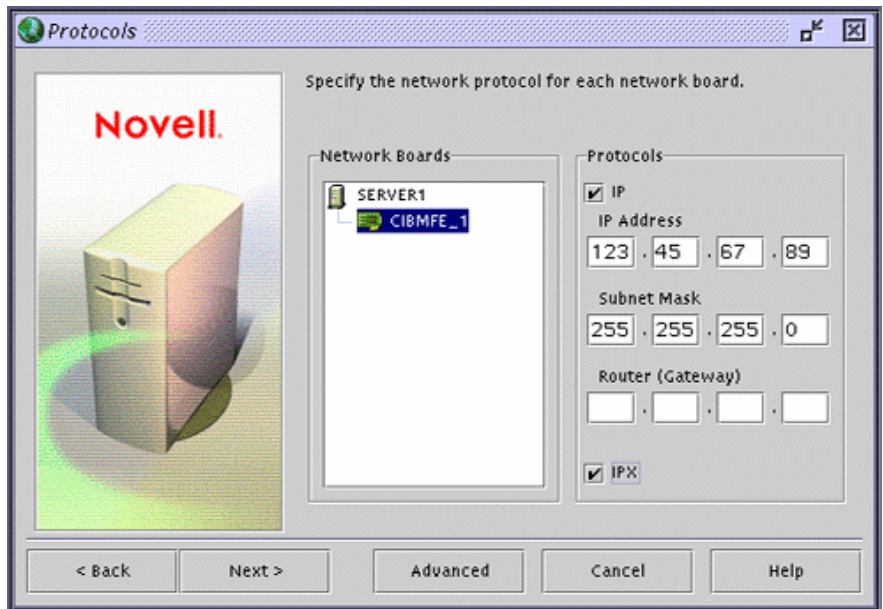 Protocols
Specify the network protocol for each network board.
Novell.
Network Boards
SERVER1
CIBMFE_1
Protocols
IP
IP Address
123 . 45 . 67 . 89
Subnet Mask
255 . 255 . 255 . 0
Router (Gateway)
. . .
IPX
< Back
Next >
Advanced
Cancel
Help